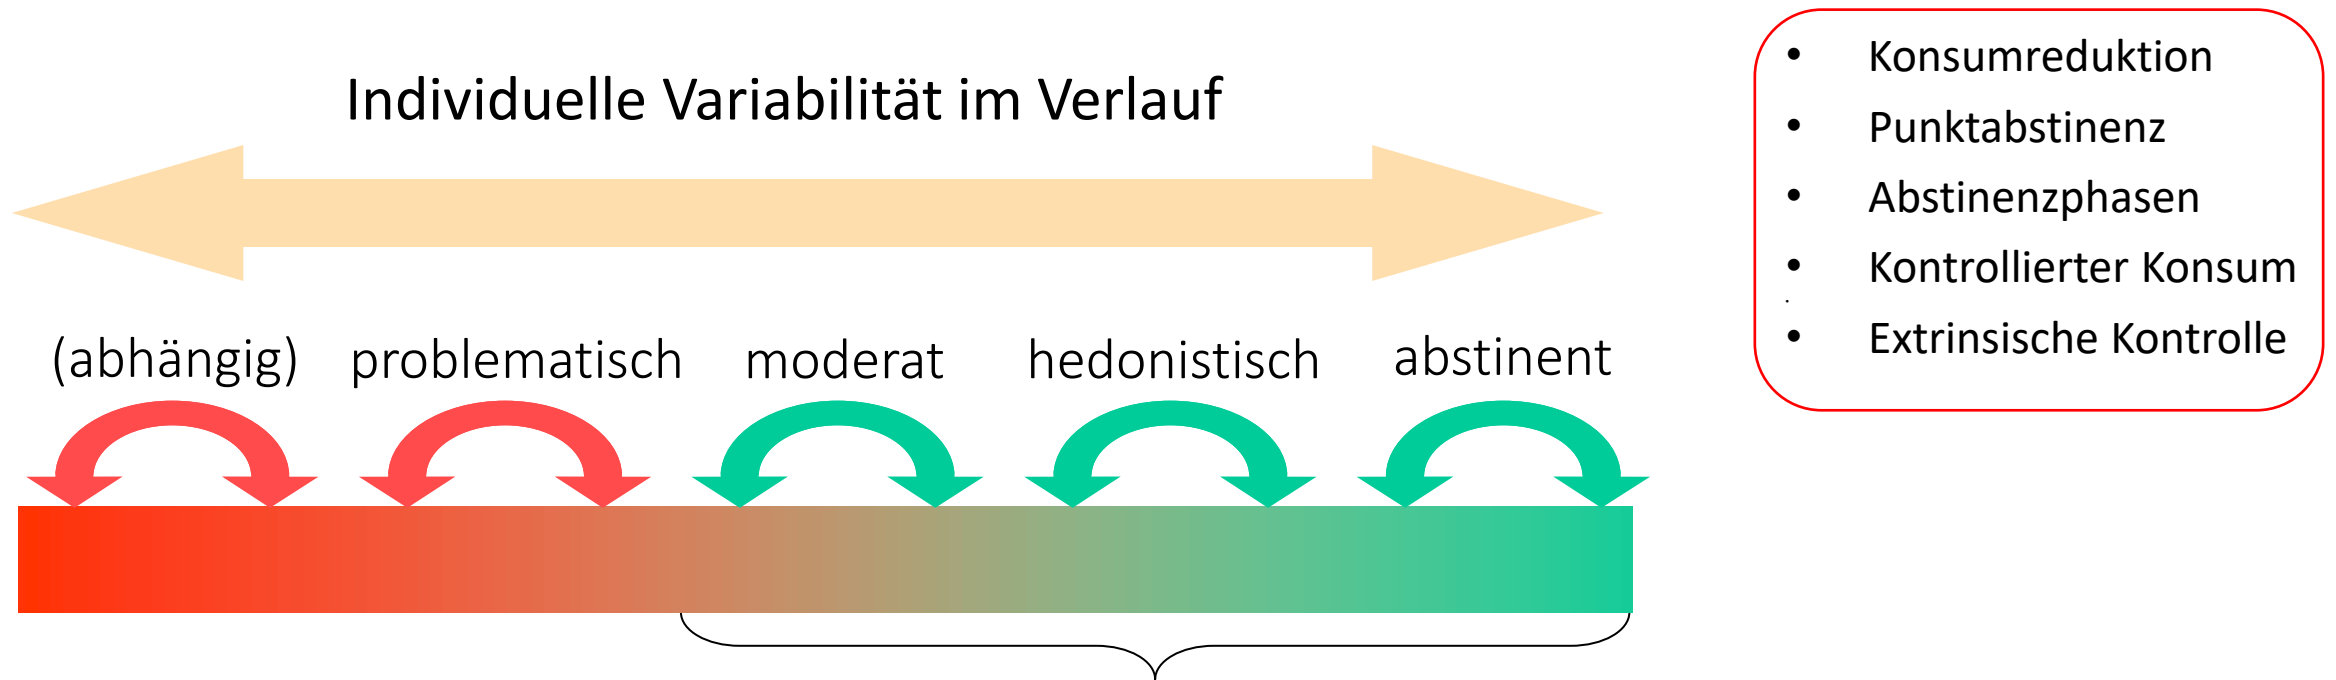 Individuelle Variabilität im Verlauf
(abhängig) problematisch moderat hedonistisch abstinent
• Konsumreduktion
• Punktabstinenz
• Abstinenzphasen
• Kontrollierter Konsum
•
• Extrinsische Kontrolle